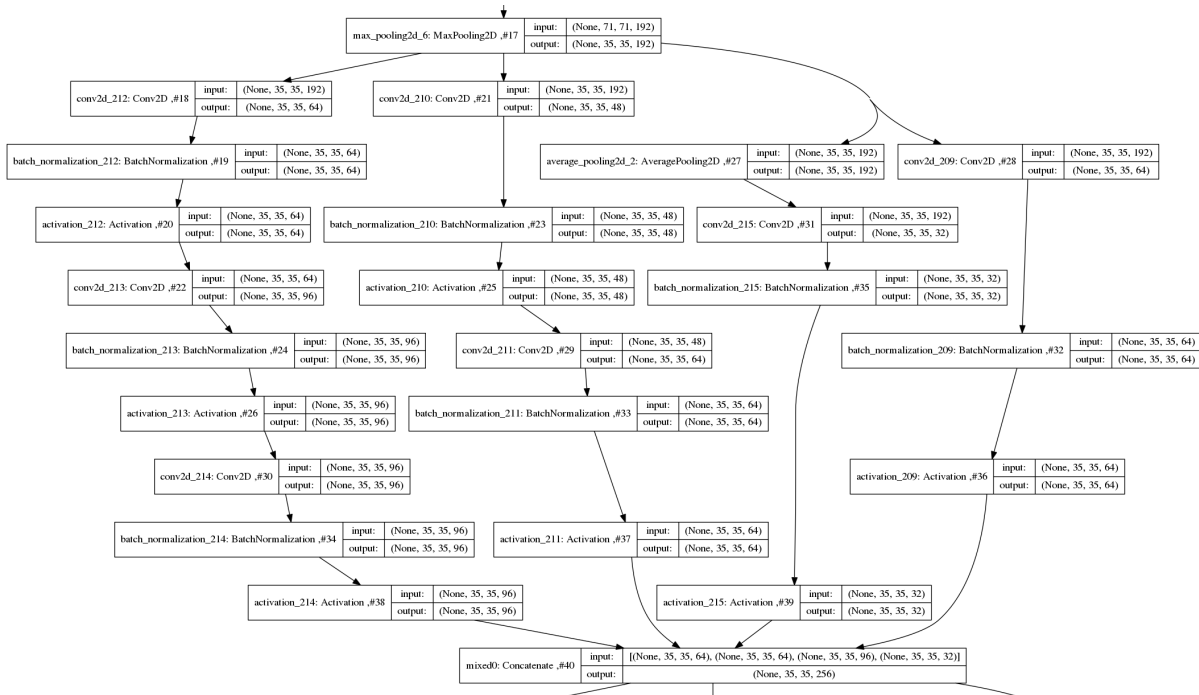 max_pooling2d_6: MaxPooling2D ,#17
input: (None, 71, 71, 192)
output: (None, 35, 35, 192)
conv2d_212: Conv2D ,#18
input: (None, 35, 35, 192)
output: (None, 35, 35, 64)
conv2d_210: Conv2D ,#21
input: (None, 35, 35, 192)
output: (None, 35, 35, 48)
batch_normalization_212: BatchNormalization ,#19
input: (None, 35, 35, 64)
output: (None, 35, 35, 64)
average_pooling2d_2: AveragePooling2D ,#27
input: (None, 35, 35, 192)
output: (None, 35, 35, 192)
conv2d_209: Conv2D ,#28
input: (None, 35, 35, 192)
output: (None, 35, 35, 64)
activation_212: Activation ,#20
input: (None, 35, 35, 64)
output: (None, 35, 35, 64)
batch_normalization_210: BatchNormalization ,#23
input: (None, 35, 35, 48)
output: (None, 35, 35, 48)
conv2d_215: Conv2D ,#31
input: (None, 35, 35, 192)
output: (None, 35, 35, 32)
conv2d_213: Conv2D ,#22
input: (None, 35, 35, 64)
output: (None, 35, 35, 96)
activation_210: Activation ,#25
input: (None, 35, 35, 48)
output: (None, 35, 35, 48)
batch_normalization_215: BatchNormalization ,#35
input: (None, 35, 35, 32)
output: (None, 35, 35, 32)
batch_normalization_213: BatchNormalization ,#24
input: (None, 35, 35, 96)
output: (None, 35, 35, 96)
conv2d_211: Conv2D ,#29
input: (None, 35, 35, 48)
output: (None, 35, 35, 64)
batch_normalization_209: BatchNormalization ,#32
input: (None, 35, 35, 64)
output: (None, 35, 35, 64)
activation_213: Activation ,#26
input: (None, 35, 35, 96)
output: (None, 35, 35, 96)
batch_normalization_211: BatchNormalization ,#33
input: (None, 35, 35, 64)
output: (None, 35, 35, 64)
conv2d_214: Conv2D ,#30
input: (None, 35, 35, 96)
output: (None, 35, 35, 96)
activation_209: Activation ,#36
input: (None, 35, 35, 64)
output: (None, 35, 35, 64)
batch_normalization_214: BatchNormalization ,#34
input: (None, 35, 35, 96)
output: (None, 35, 35, 96)
activation_211: Activation ,#37
input: (None, 35, 35, 64)
output: (None, 35, 35, 64)
activation_214: Activation ,#38
input: (None, 35, 35, 96)
output: (None, 35, 35, 96)
activation_215: Activation ,#39
input: (None, 35, 35, 32)
output: (None, 35, 35, 32)
mixed0: Concatenate ,#40
input: [(None, 35, 35, 64), (None, 35, 35, 64), (None, 35, 35, 96), (None, 35, 35, 32)]
output: (None, 35, 35, 256)